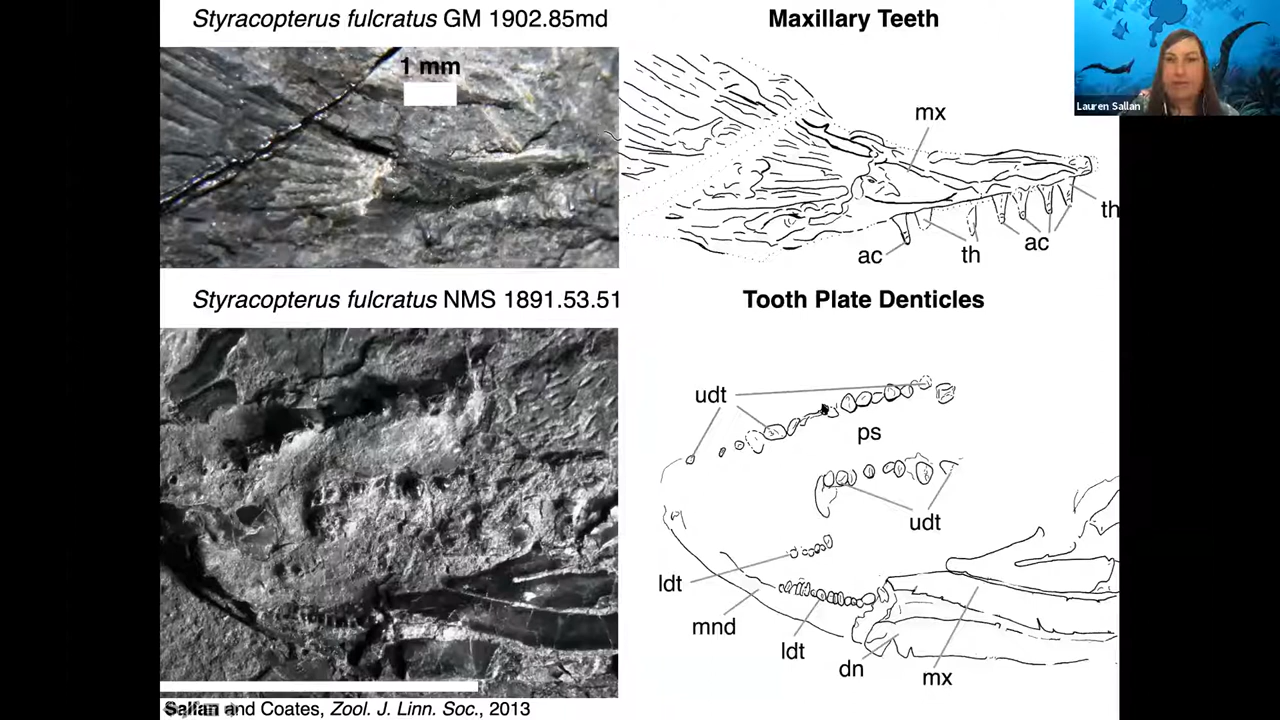 Styracopterus fulcratus GM 1902.85md
Maxillary Teeth
1 mm
mx
th
ac
th
ac
Lauren Sallan
Styracopterus fulcratus NMS 1891.53.51
Tooth Plate Denticles
udt
ps
udt
ldt
mnd
ldt
dn
mx
Sallan and Coates, Zool. J. Linn. Soc., 2013